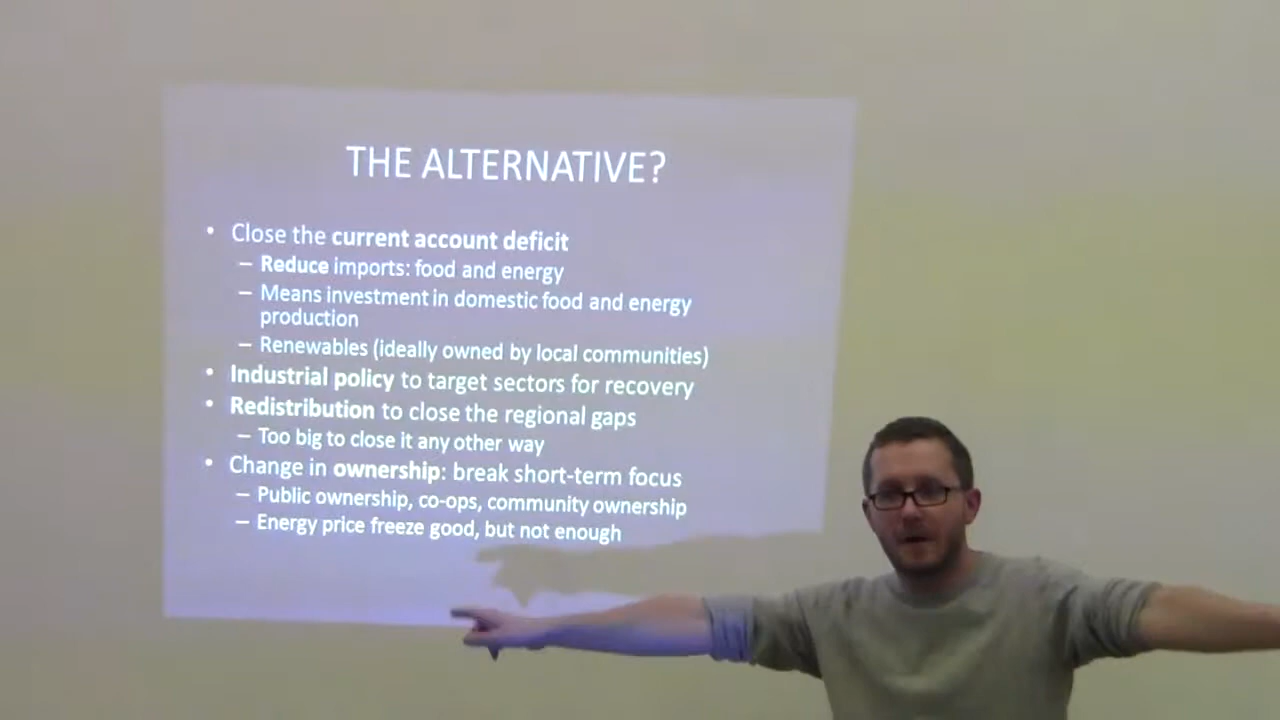 THE ALTERNATIVE?
• Close the current account deficit
– Reduce imports: food and energy
– Means investment in domestic food and energy
production
– Renewables (ideally owned by local communities)
• Industrial policy to target sectors for recovery
• Redistribution to close the regional gaps
– Too big to close it any other way
• Change in ownership: break short-term focus
– Public ownership, co-ops, community ownership
– Energy price freeze good, but not enough